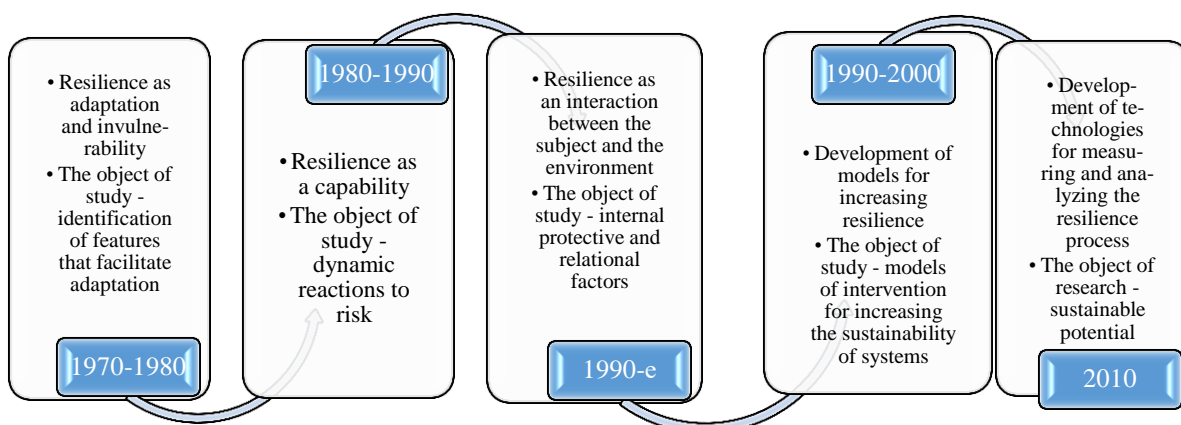 • Resilience as
adaptation
and invulne-
rability
• The object of
study -
identification
of features
that facilitate
adaptation
1970-1980
1980-1990
• Resilience as
a capability
• The object of
study -
dynamic
reactions to
risk
• Resilience as
an interaction
between the
subject and the
environment
• The object of
study - internal
protective and
relational
factors
1990-e
1990-2000
• Development of
models for
increasing
resilience
• The object of
study - models
of intervention
for increasing
the sustainability
of systems
• Develop-
ment of te-
chnologies
for measu-
ring and ana-
lyzing the
resilience
process
• The object of
research -
sustainable
potential
2010